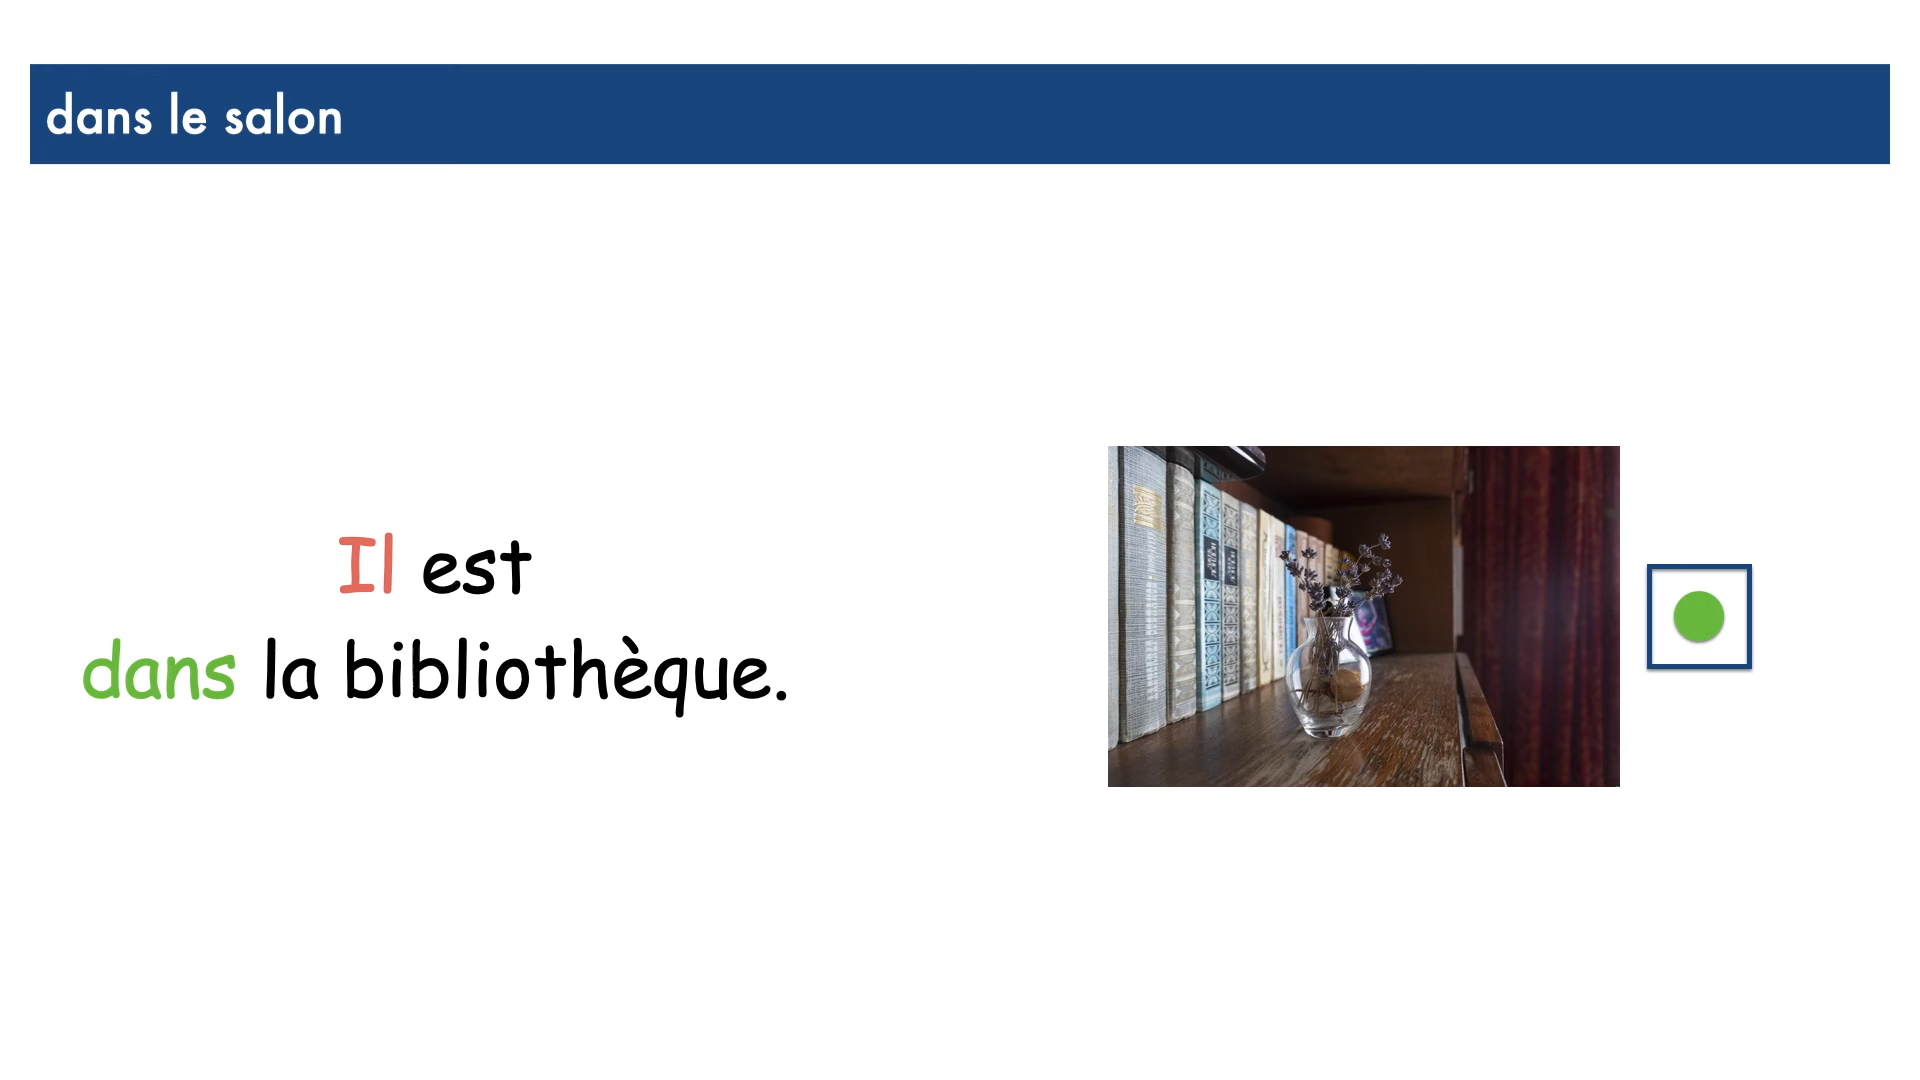 dans le salon
Il est
dans la bibliothèque.